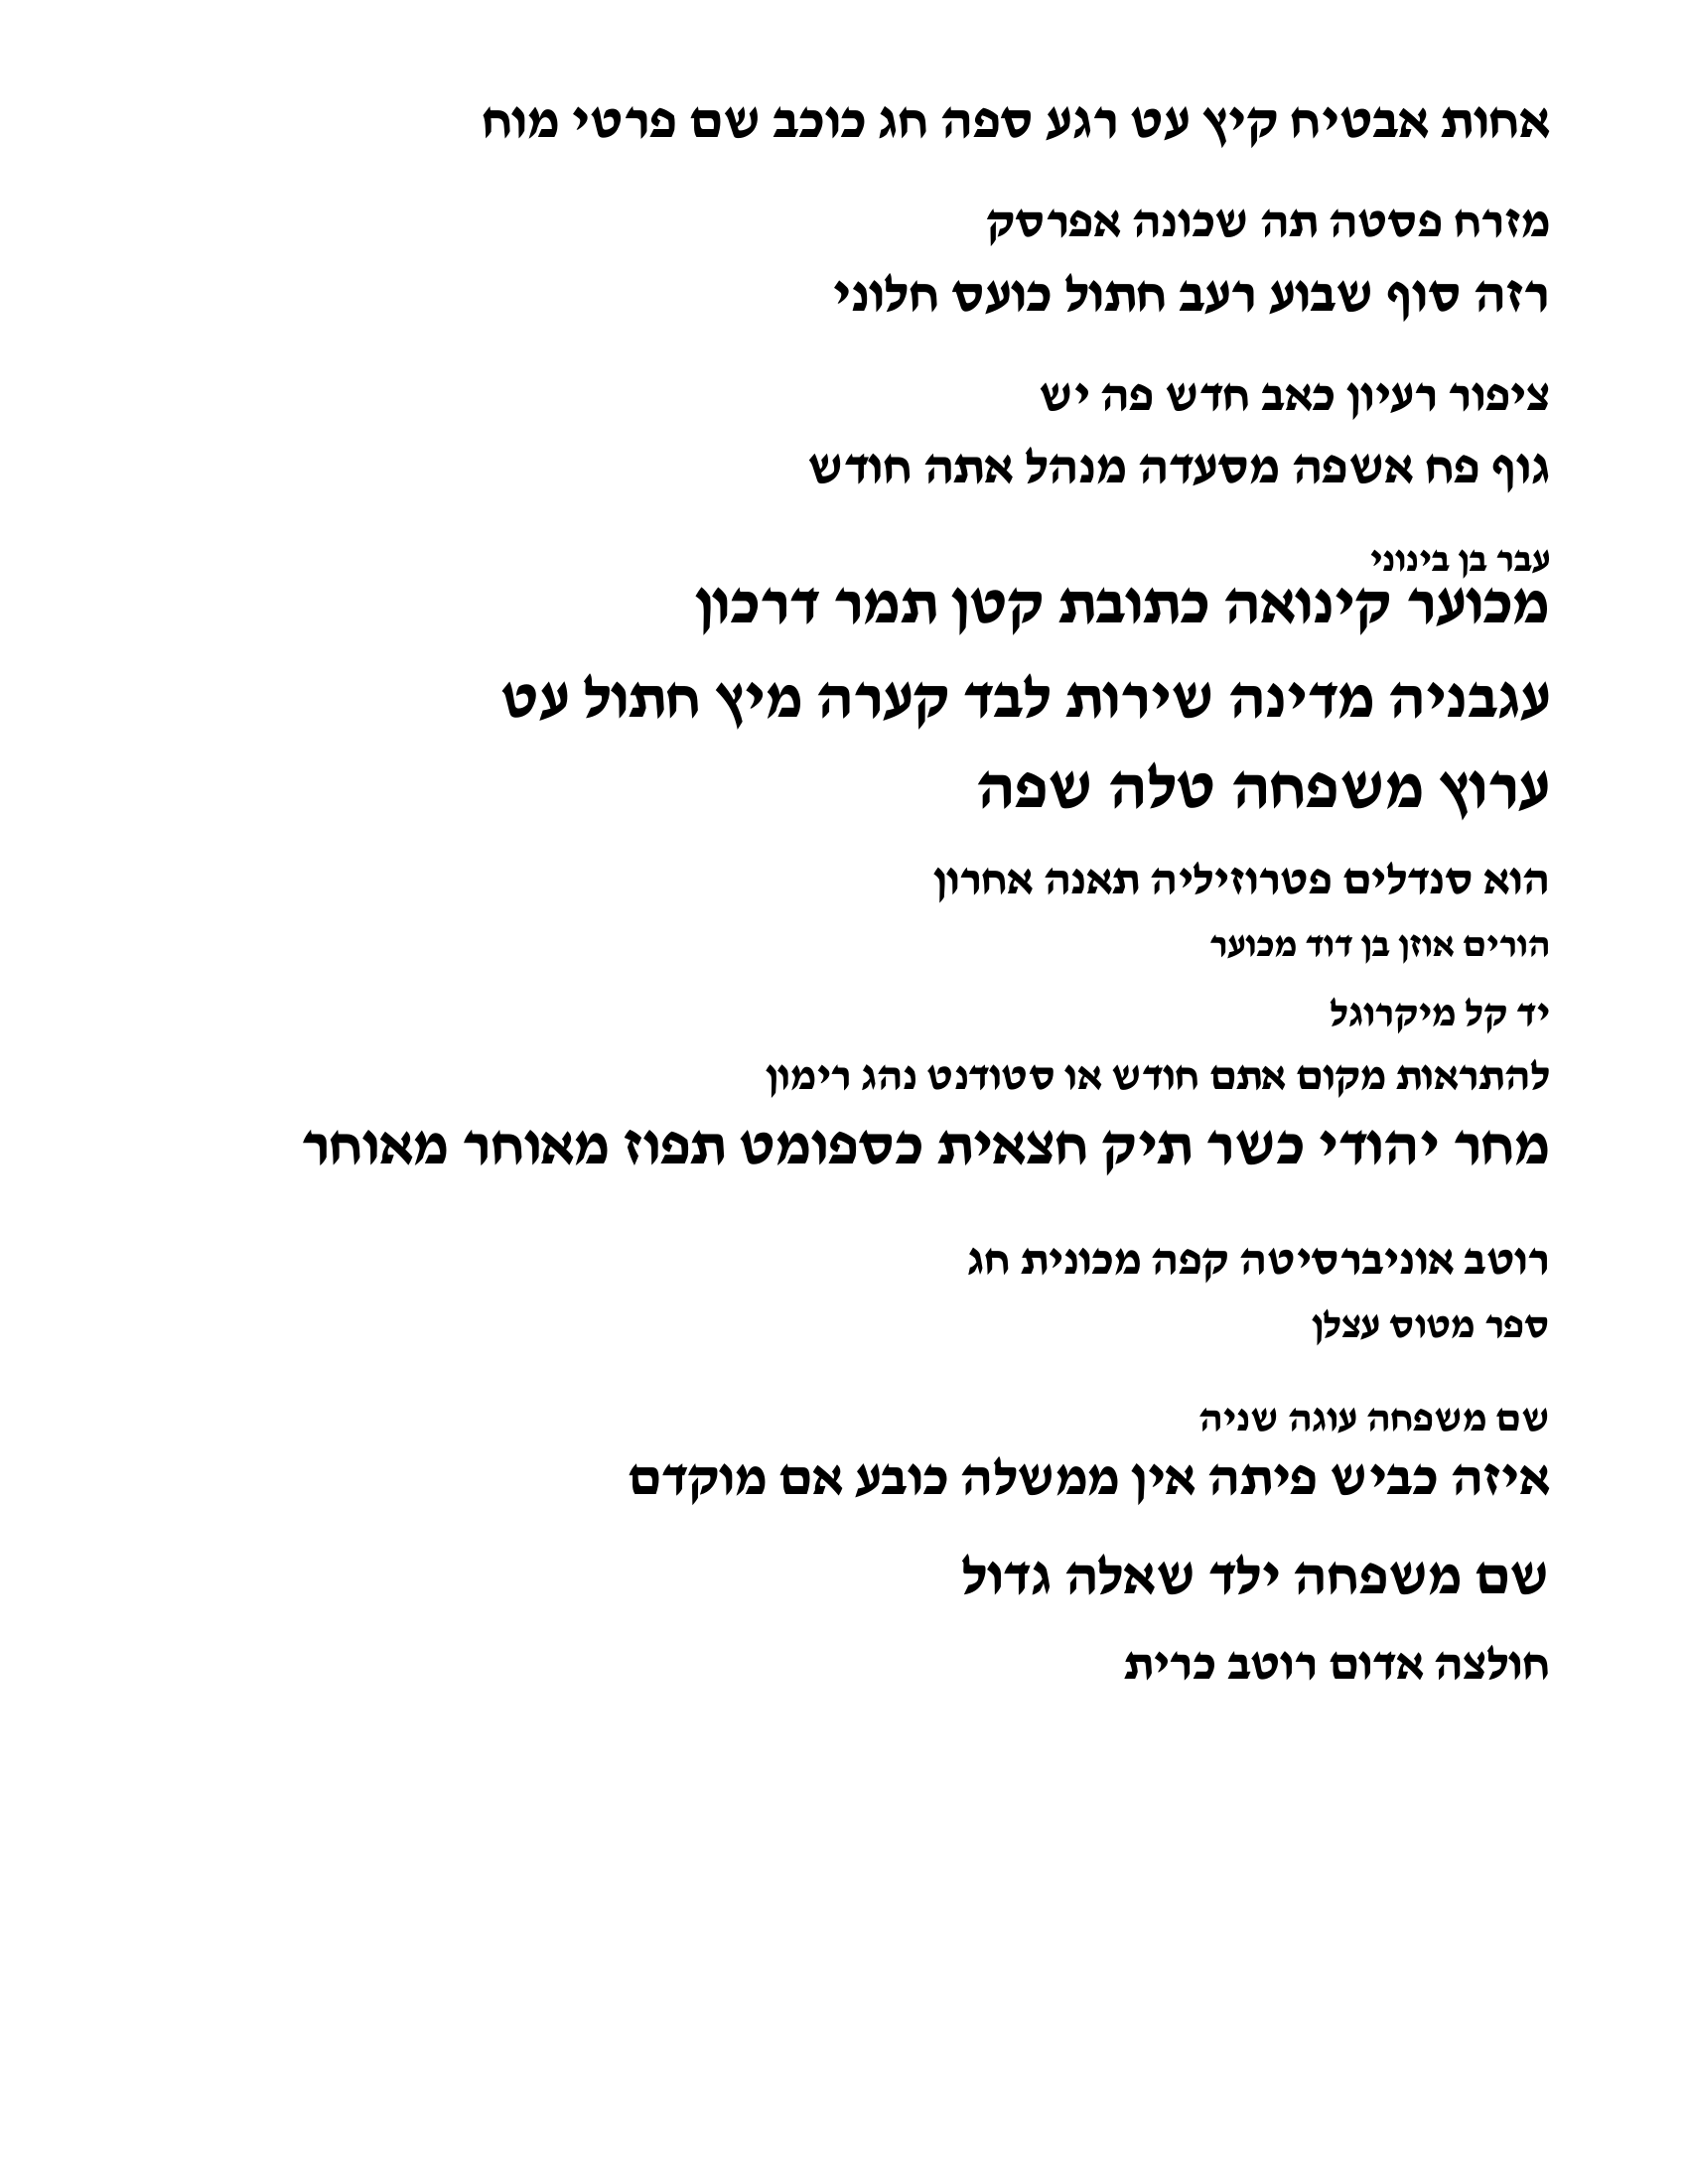 אחות אבטיח קיץ עט רגע ספה חג כוכב שם פרטי מוח
מזרח פסטה תה שכונה אפרסק
רזה סוף שבוע רעב חתול כועס חלוני
ציפור רעיון כאב חדש פה יש
גוף פח אשפה מסעדה מנהל אתה חודש
עבר בן בינוני
מכוער קינואה כתובת קטן תמר דרכון
עגבניה מדינה שירות לבד קערה מיץ חתול עט
ערוץ משפחה טלה שפה
הוא סנדלים פטרוזיליה תאנה אחרון
הורים אוזן בן דוד מכוער
יד קל מיקרוגל
להתראות מקום אתם חודש או סטודנט נהג רימון
מחר יהודי כשר תיק חצאית כספומט תפוז מאוחר מאוחר
רוטב אוניברסיטה קפה מכונית חג
ספר מטוס עצלן
שם משפחה עוגה שניה
איזה כביש פיתה אין ממשלה כובע אם מוקדם
שם משפחה ילד שאלה גדול
חולצה אדום רוטב כרית